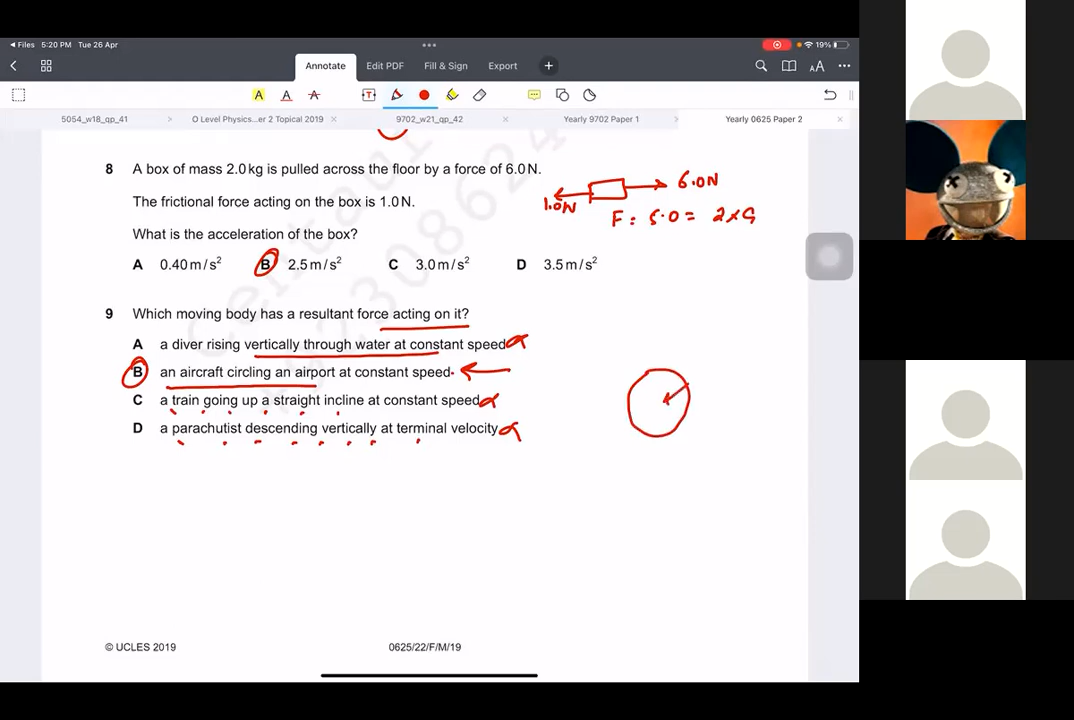 Files 5:20 PM Tue 26 Apr 19%
Annotate Edit PDF Fill & Sign Export
5054_w18_qp_41 O Level Physics...er 2 Topical 2019 9702_w21_qp_42 Yearly 9702 Paper 1 Yearly 0625 Paper 2
8 A box of mass 2.0 kg is pulled across the floor by a force of 6.0 N.
6.0N
The frictional force acting on the box is 1.0 N.
1.0N
F: 5.0 = 2 x a
What is the acceleration of the box?
A 0.40 m / s² B 2.5 m / s² C 3.0 m / s² D 3.5 m / s²
9 Which moving body has a resultant force acting on it?
A a diver rising vertically through water at constant speed
B an aircraft circling an airport at constant speed
C a train going up a straight incline at constant speed
D a parachutist descending vertically at terminal velocity
© UCLES 2019 0625/22/F/M/19